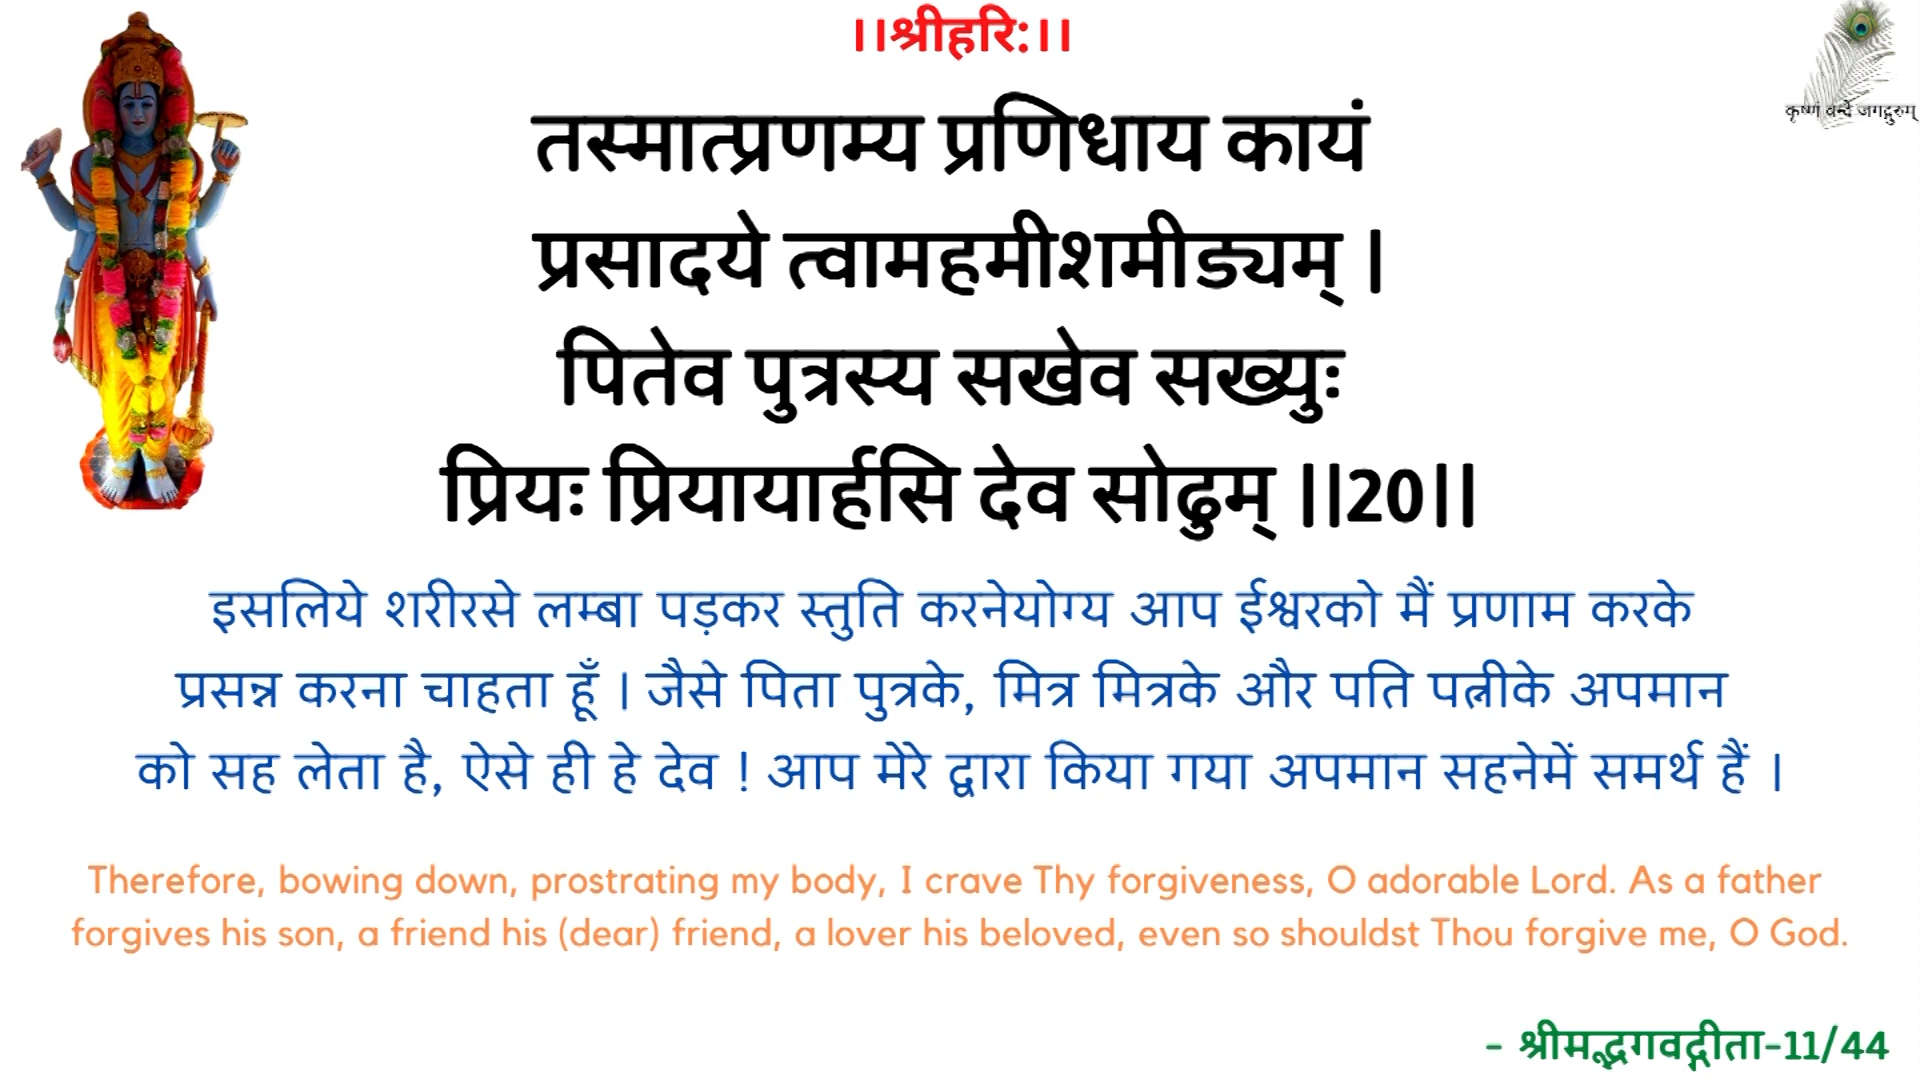 ।।श्रीहरि:।।
कृष्णं वन्दे जगद्गुरुम्
तस्मात्प्रणम्य प्रणिधाय कायं
प्रसादये त्वामहमीशमीड्यम् |
पितेव पुत्रस्य सखेव सख्युः
प्रियः प्रियायार्हसि देव सोढुम् ||20||
इसलिये शरीरसे लम्बा पड़कर स्तुति करनेयोग्य आप ईश्वरको मैं प्रणाम करके
प्रसन्न करना चाहता हूँ । जैसे पिता पुत्रके, मित्र मित्रके और पति पत्नीके अपमान
को सह लेता है, ऐसे ही हे देव ! आप मेरे द्वारा किया गया अपमान सहनेमें समर्थ हैं ।
Therefore, bowing down, prostrating my body, I crave Thy forgiveness, O adorable Lord. As a father
forgives his son, a friend his (dear) friend, a lover his beloved, even so shouldst Thou forgive me, O God.
- श्रीमद्भगवद्गीता-11/44